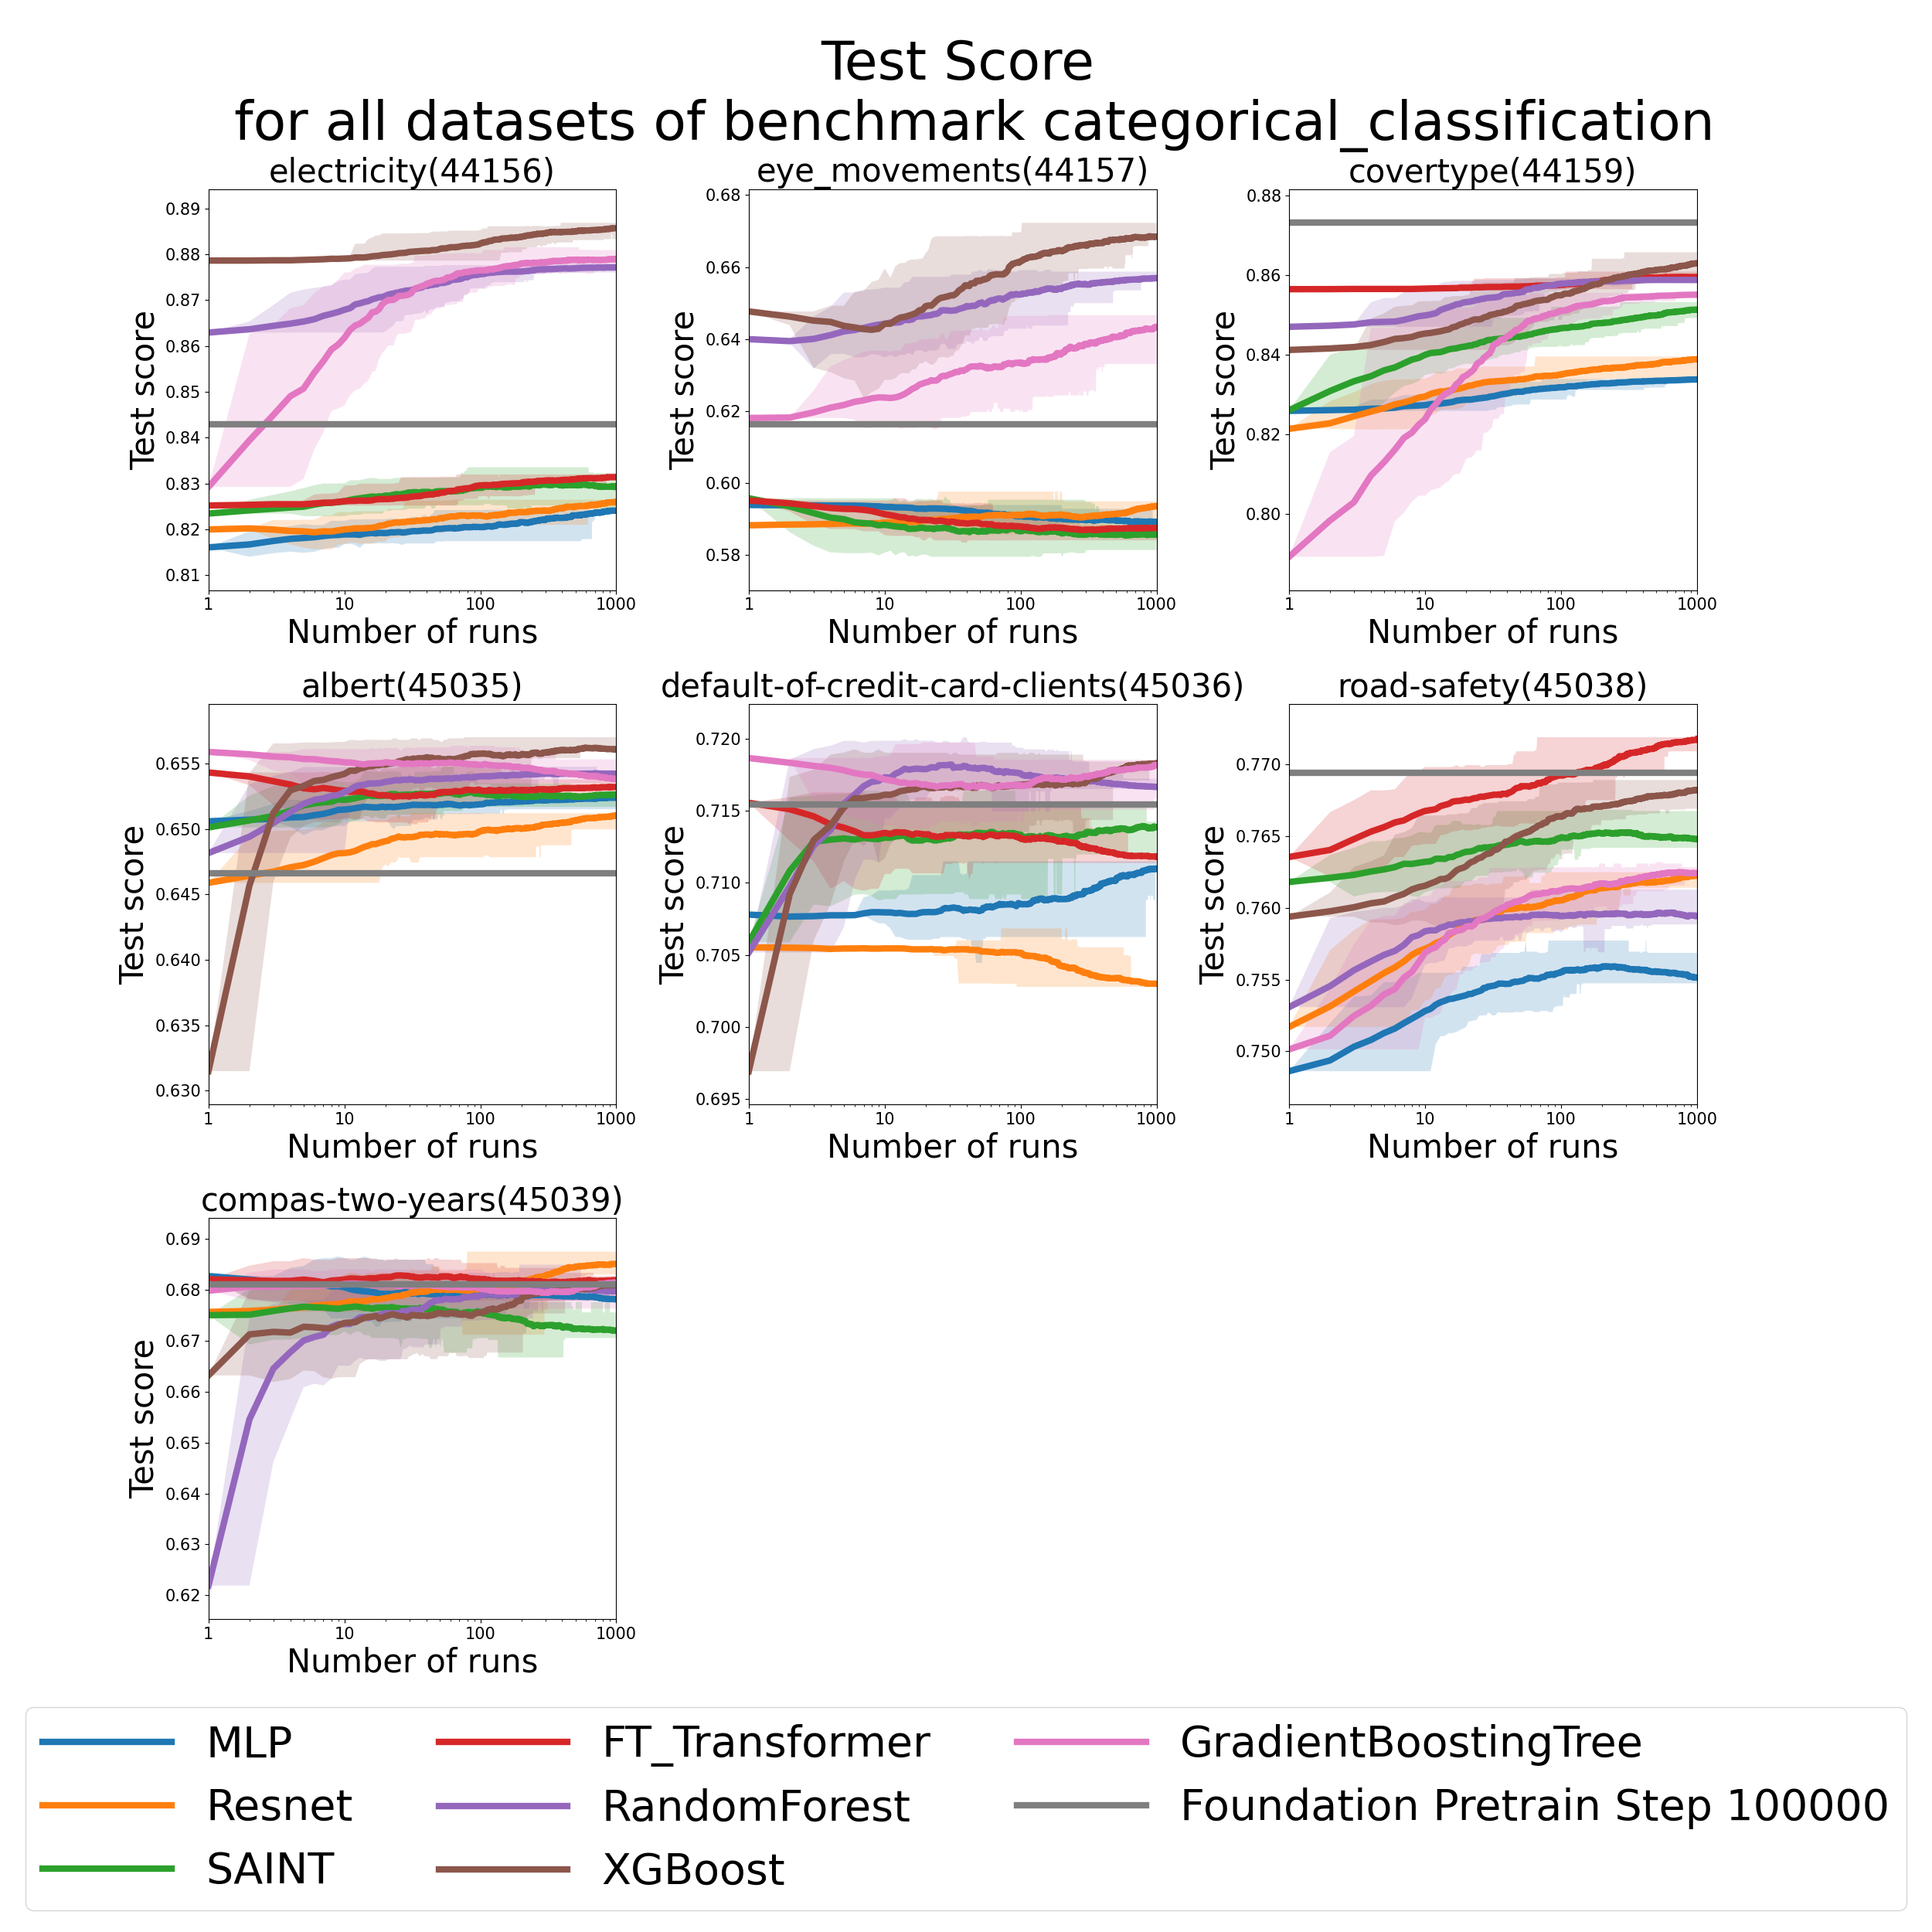 Test Score
for all datasets of benchmark categorical_classification
electricity(44156)
eye_movements(44157)
covertype(44159)
Test score
0.89
0.88
0.87
0.86
0.85
0.84
0.83
0.82
0.81
1 10 100 1000
Number of runs
Test score
0.68
0.66
0.64
0.62
0.60
0.58
1 10 100 1000
Number of runs
Test score
0.88
0.86
0.84
0.82
0.80
1 10 100 1000
Number of runs
albert(45035)
default-of-credit-card-clients(45036)
road-safety(45038)
Test score
0.655
0.650
0.645
0.640
0.635
0.630
1 10 100 1000
Number of runs
Test score
0.720
0.715
0.710
0.705
0.700
0.695
1 10 100 1000
Number of runs
Test score
0.770
0.765
0.760
0.755
0.750
1 10 100 1000
Number of runs
compas-two-years(45039)
Test score
0.69
0.68
0.67
0.66
0.65
0.64
0.63
0.62
1 10 100 1000
Number of runs
MLP
Resnet
SAINT
FT_Transformer
RandomForest
XGBoost
GradientBoostingTree
Foundation Pretrain Step 100000